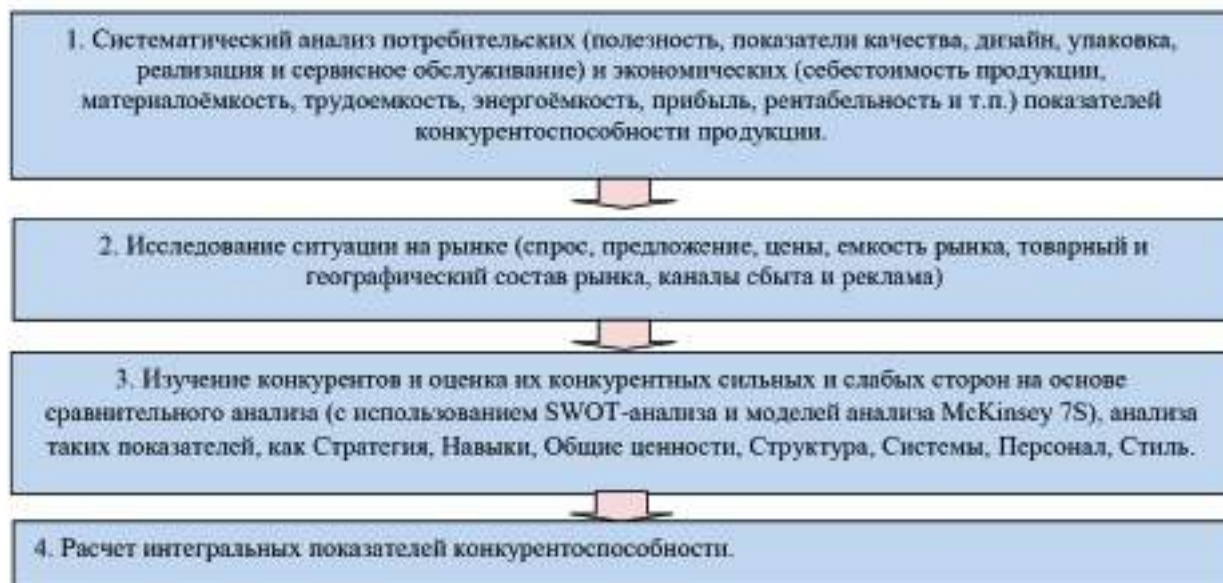 1. Систематический анализ потребительских (полезность, показатели качества, дизайн, упаковка,
реализация и сервисное обслуживание) и экономических (себестоимость продукции,
материалоёмкость, трудоемкость, энергоёмкость, прибыль, рентабельность и т.п.) показателей
конкурентоспособности продукции.
2. Исследование ситуации на рынке (спрос, предложение, цены, емкость рынка, товарный и
географический состав рынка, каналы сбыта и реклама)
3. Изучение конкурентов и оценка их конкурентных сильных и слабых сторон на основе
сравнительного анализа (с использованием SWOT-анализа и моделей анализа McKinsey 7S), анализа
таких показателей, как Стратегия, Навыки, Общие ценности, Структура, Системы, Персонал, Стиль.
4. Расчет интегральных показателей конкурентоспособности.